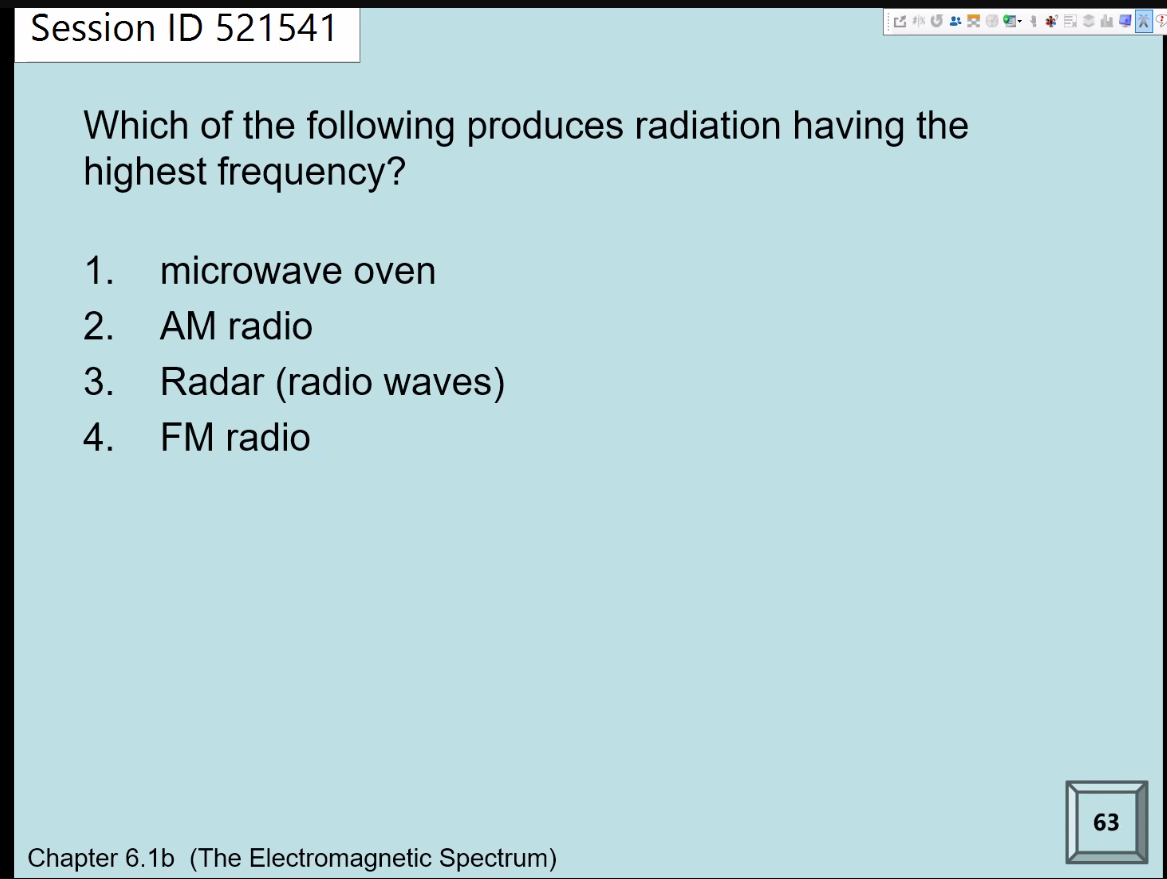 Session ID 521541
Which of the following produces radiation having the
highest frequency?
1. microwave oven
2. AM radio
3. Radar (radio waves)
4. FM radio
63
Chapter 6.1b (The Electromagnetic Spectrum)